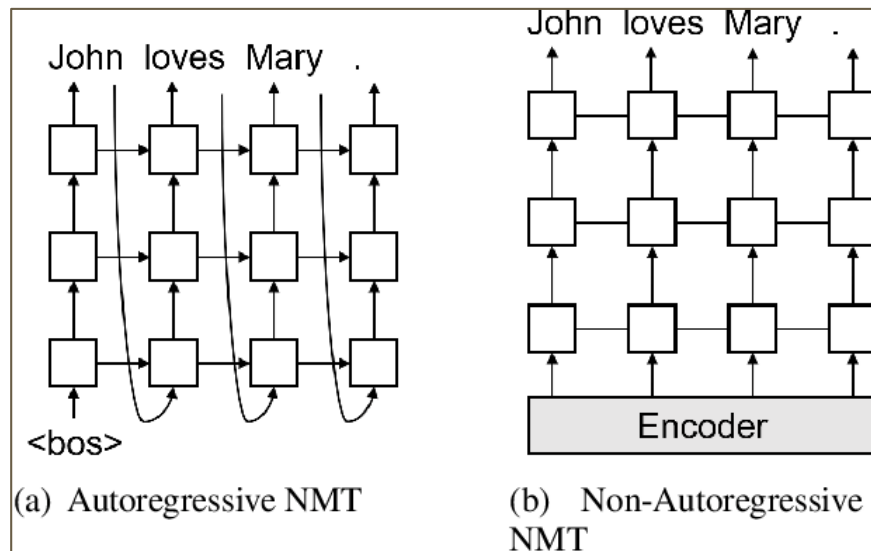 John loves Mary .
<bos>
(a) Autoregressive NMT
John loves Mary .
Encoder
(b) Non-Autoregressive
NMT